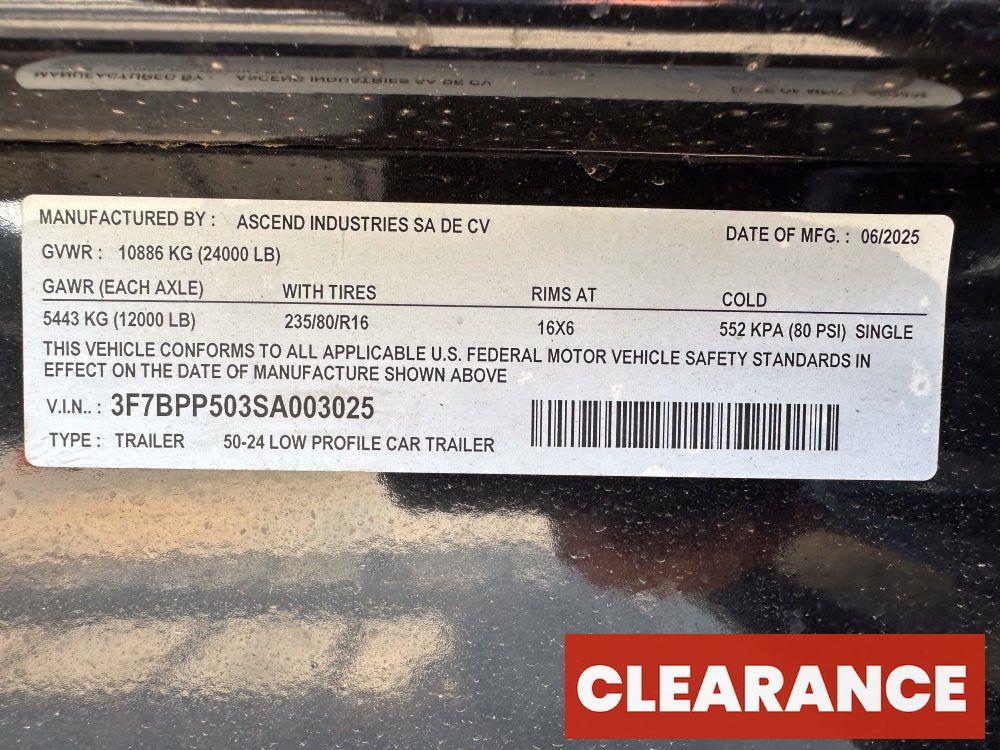 MANUFACTURED BY : ASCEND INDUSTRIES SA DE CV
DATE OF MFG. : 06/2025
GVWR : 10886 KG (24000 LB)
GAWR (EACH AXLE) WITH TIRES RIMS AT COLD
5443 KG (12000 LB) 235/80/R16 16X6 552 KPA (80 PSI) SINGLE
THIS VEHICLE CONFORMS TO ALL APPLICABLE U.S. FEDERAL MOTOR VEHICLE SAFETY STANDARDS IN
EFFECT ON THE DATE OF MANUFACTURE SHOWN ABOVE
V.I.N.. : 3F7BPP503SA003025
TYPE : TRAILER 50-24 LOW PROFILE CAR TRAILER
CLEARANCE